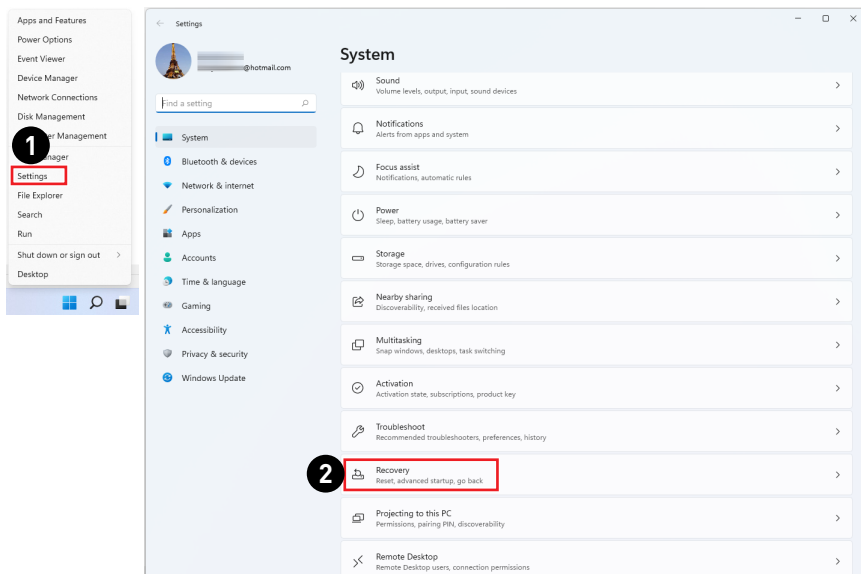 Apps and Features
Power Options
Event Viewer
Device Manager
Network Connections
Disk Management
er Management
1
anager
Settings
File Explorer
Search
Run
Shut down or sign out
Desktop
Settings
@hotmail.com
Find a setting
System
Bluetooth & devices
Network & internet
Personalization
Apps
Accounts
Time & language
Gaming
Accessibility
Privacy & security
Windows Update
System
Sound
Volume levels, output, input, sound devices
Notifications
Alerts from apps and system
Focus assist
Notifications, automatic rules
Power
Sleep, battery usage, battery saver
Storage
Storage space, drives, configuration rules
Nearby sharing
Discoverability, received files location
Multitasking
Snap windows, desktops, task switching
Activation
Activation state, subscriptions, product key
Troubleshoot
Recommended troubleshooters, preferences, history
2
Recovery
Reset, advanced startup, go back
Projecting to this PC
Permissions, pairing PIN, discoverability
Remote Desktop
Remote Desktop users, connection permissions